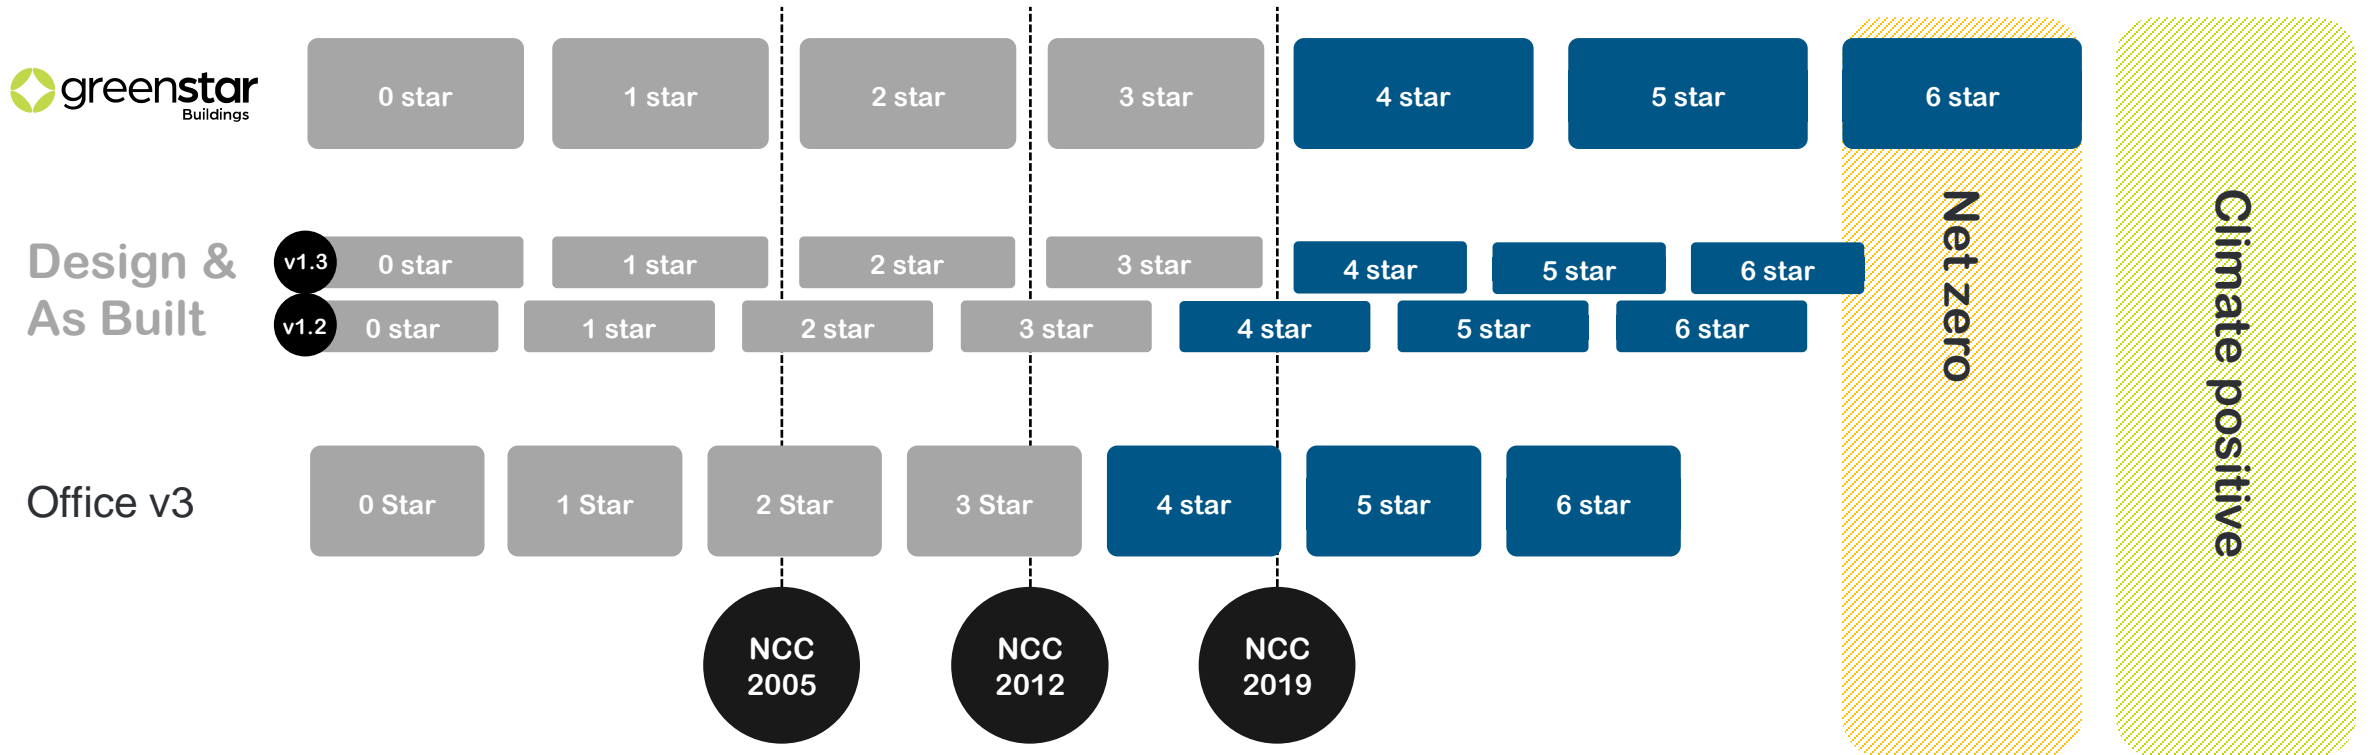 greenstar
Buildings
0 star
1 star
2 star
3 star
4 star
5 star
6 star
Design &
As Built
v1.3
0 star
1 star
2 star
3 star
4 star
5 star
6 star
v1.2
0 star
1 star
2 star
3 star
4 star
5 star
6 star
Office v3
0 Star
1 Star
2 Star
3 Star
4 star
5 star
6 star
NCC
2005
NCC
2012
NCC
2019
Net zero
Climate positive